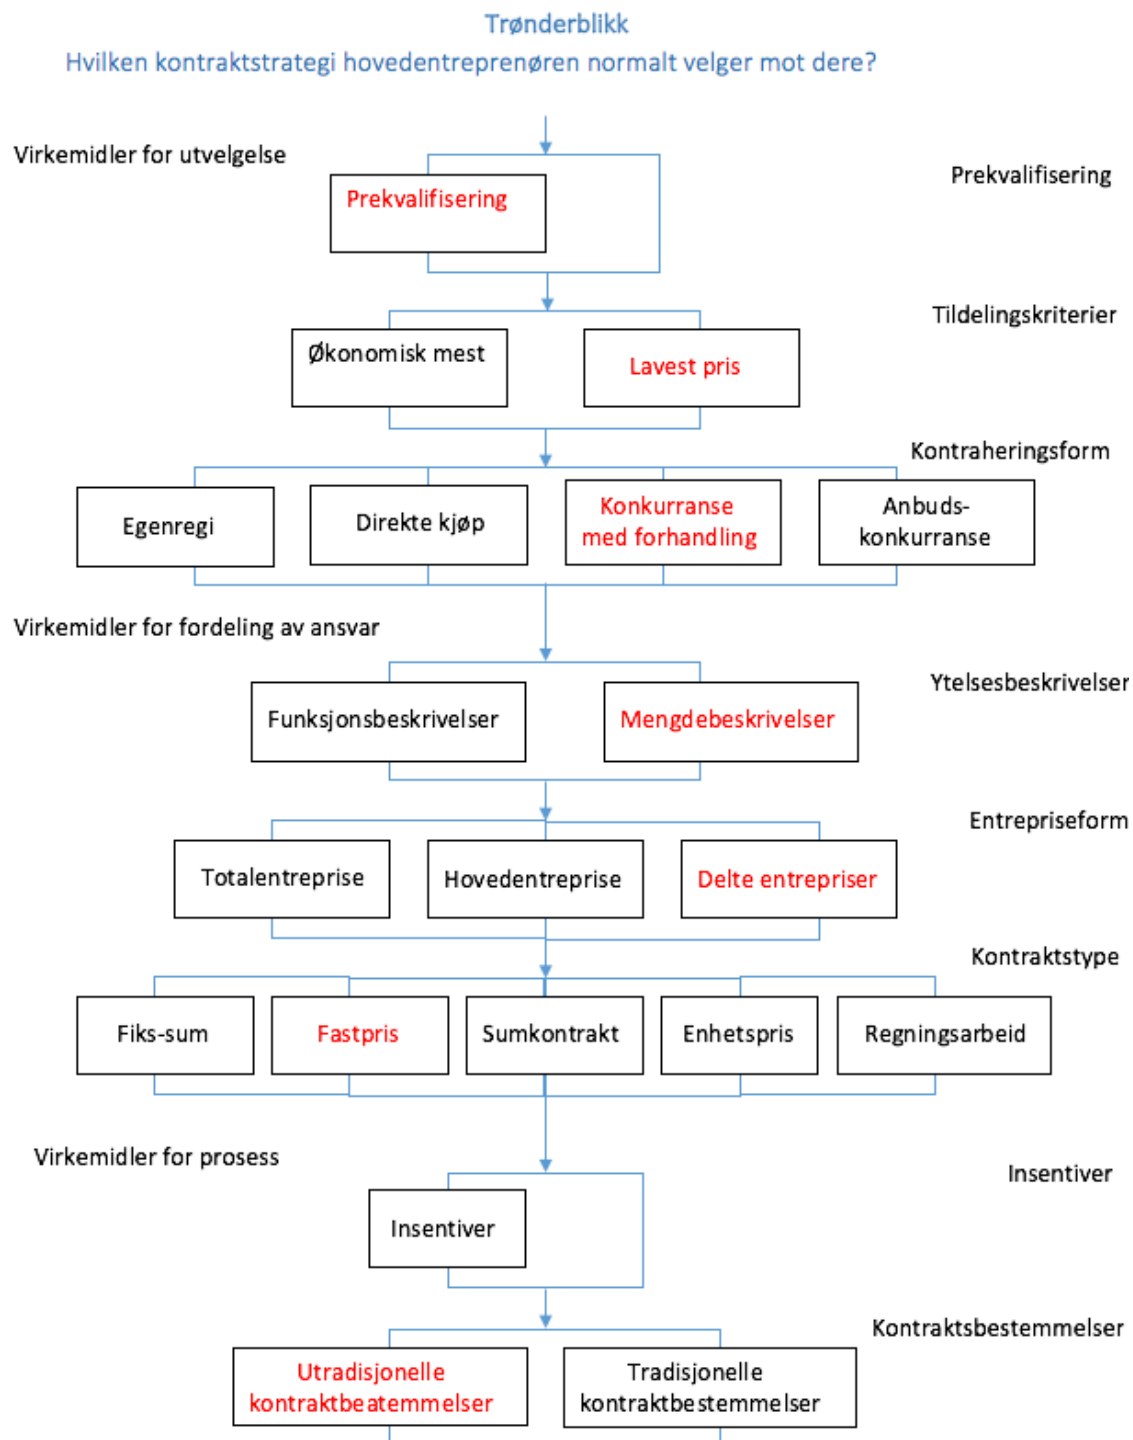 Trønderblikk
Hvilken kontraktstrategi hovedentreprenøren normalt velger mot dere?
Virkemidler for utvelgelse
Prekvalifisering
Prekvalifisering
Tildelingskriterier
Økonomisk mest
Lavest pris
Kontraheringsform
Egenregi
Direkte kjøp
Konkurranse
med forhandling
Anbuds-
konkurranse
Virkemidler for fordeling av ansvar
Ytelsesbeskrivelser
Funksjonsbeskrivelser
Mengdebeskrivelser
Entrepriseform
Totalentreprise
Hovedentreprise
Delte entrepriser
Kontraktstype
Fiks-sum
Fastpris
Sumkontrakt
Enhetspris
Regningsarbeid
Virkemidler for prosess
Insentiver
Insentiver
Kontraktsbestemmelser
Utradisjonelle
kontraktbeatemmelser
Tradisjonelle
kontraktbestemmelser